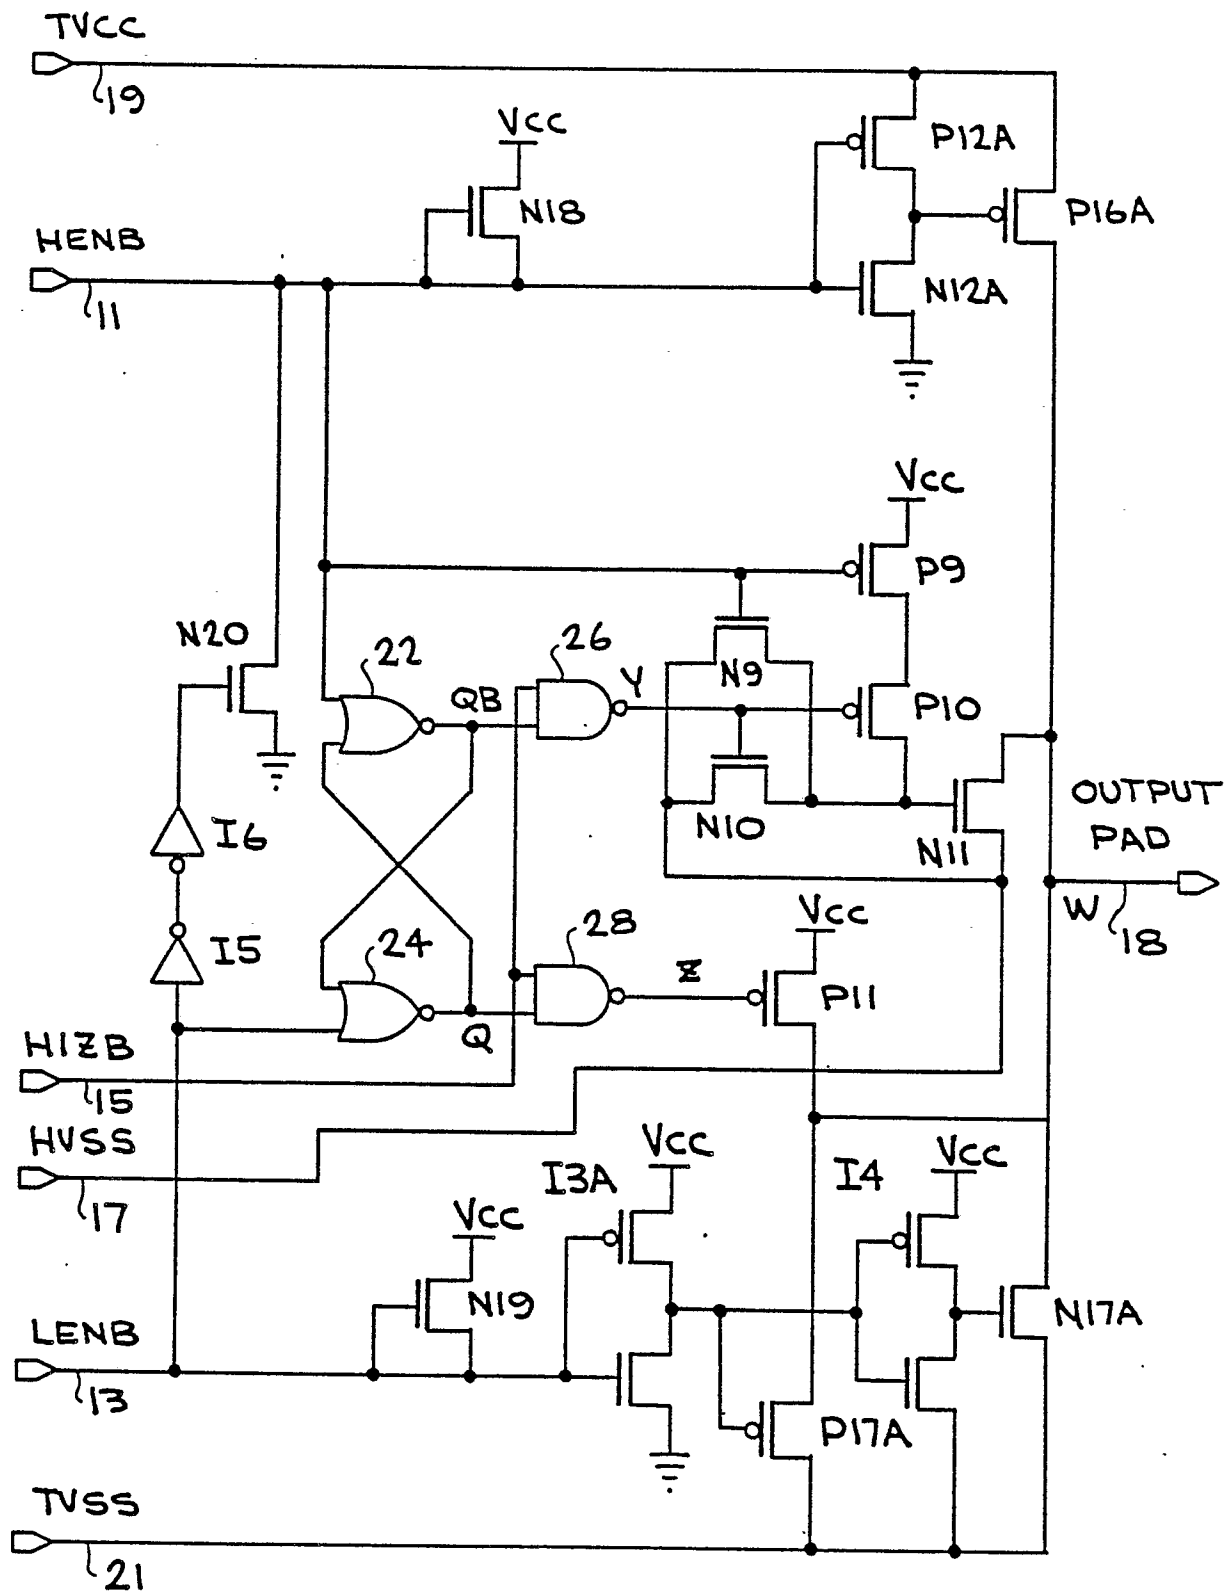 TVCC
19
VCC
P12A
N18
P16A
HENB
11
N12A
VCC
P9
N20
22
26
QB
Y
N9
P10
I6
N10
N11
OUTPUT
PAD
W
18
I5
24
28
VCC
Z
P11
Q
HIZB
15
HVSS
17
VCC
I3A
I4
VCC
VCC
N19
N17A
LENB
13
P17A
TVSS
21